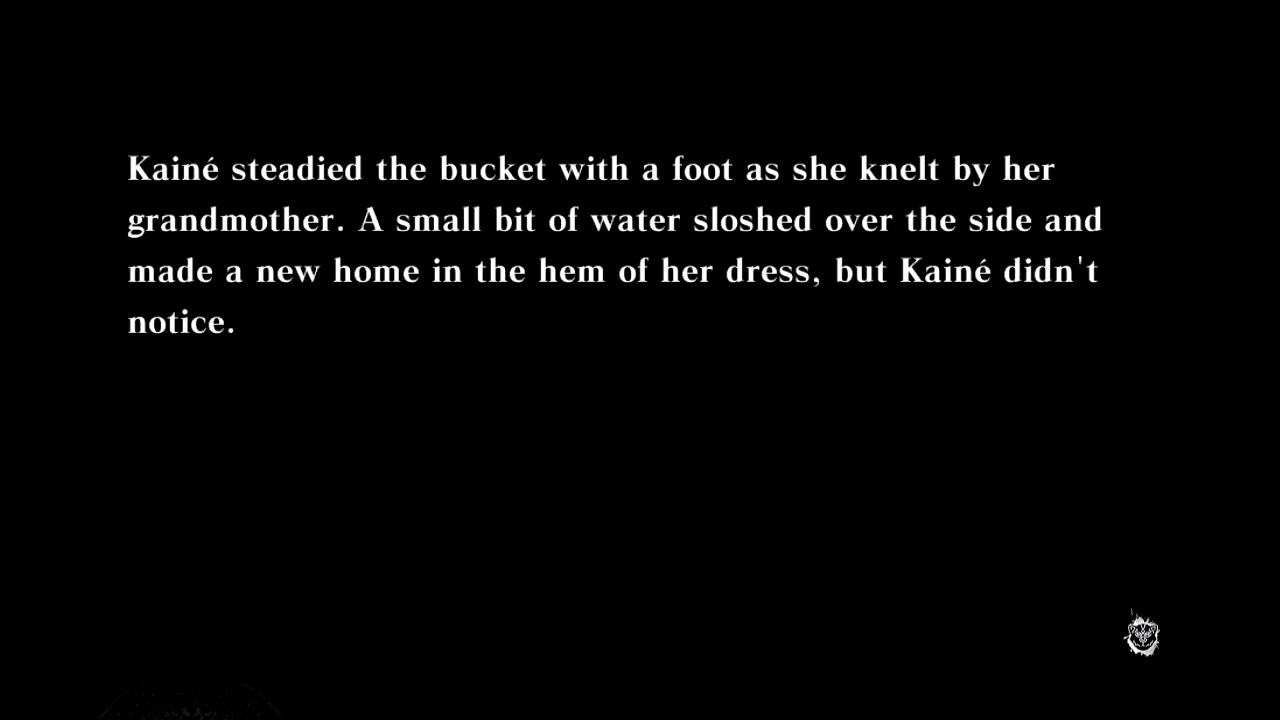 Kainé steadied the bucket with a foot as she knelt by her
grandmother. A small bit of water sloshed over the side and
made a new home in the hem of her dress, but Kainé didn't
notice.